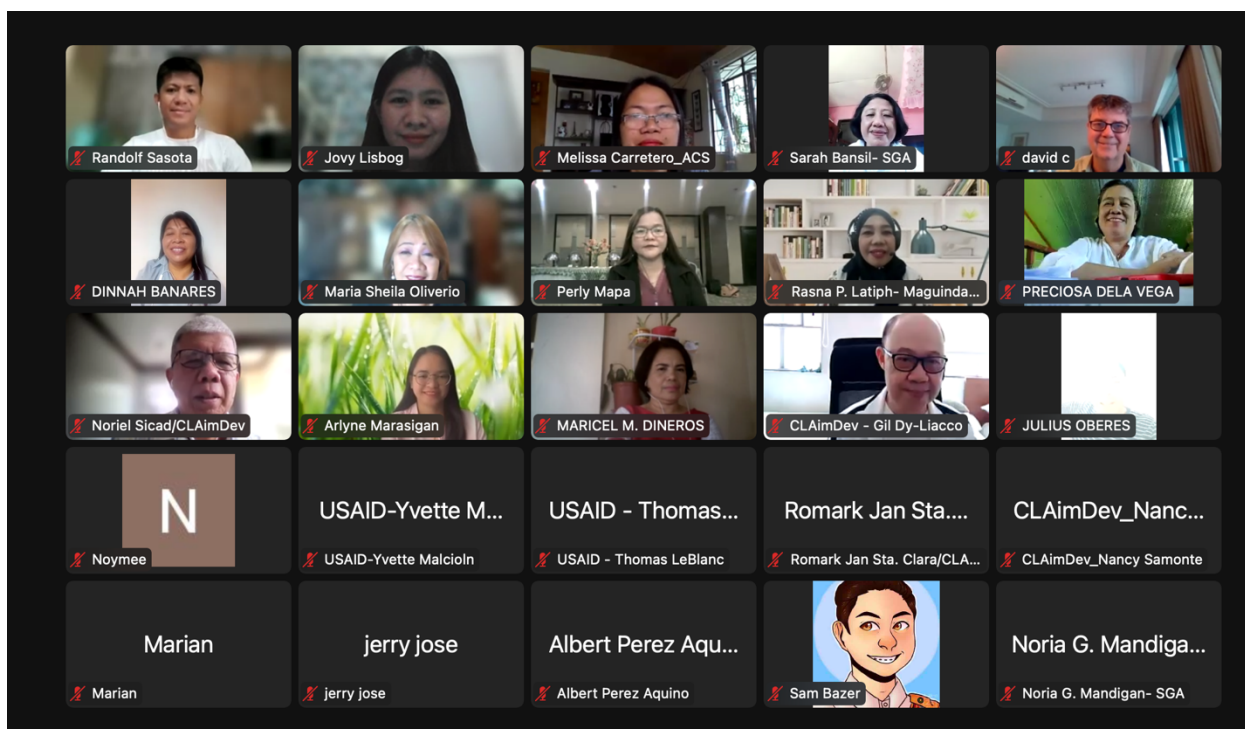 Randolf Sasota
Jovy Lisbog
Melissa Carretero_ACS
Sarah Bansil- SGA
david c
DINNAH BANARES
Maria Sheila Oliverio
Perly Mapa
Rasna P. Latiph- Maguinda...
PRECIOSA DELA VEGA
Noriel Sicad/CLAimDev
Arlyne Marasigan
MARICEL M. DINEROS
CLAimDev - Gil Dy-Liacco
JULIUS OBERES
N
Noymee
USAID-Yvette M...
USAID-Yvette Malcioln
USAID - Thomas...
USAID - Thomas LeBlanc
Romark Jan Sta....
Romark Jan Sta. Clara/CLA...
CLAimDev_Nanc...
CLAimDev_Nancy Samonte
Marian
Marian
jerry jose
jerry jose
Albert Perez Aqu...
Albert Perez Aquino
Sam Bazer
Noria G. Mandiga...
Noria G. Mandigan- SGA